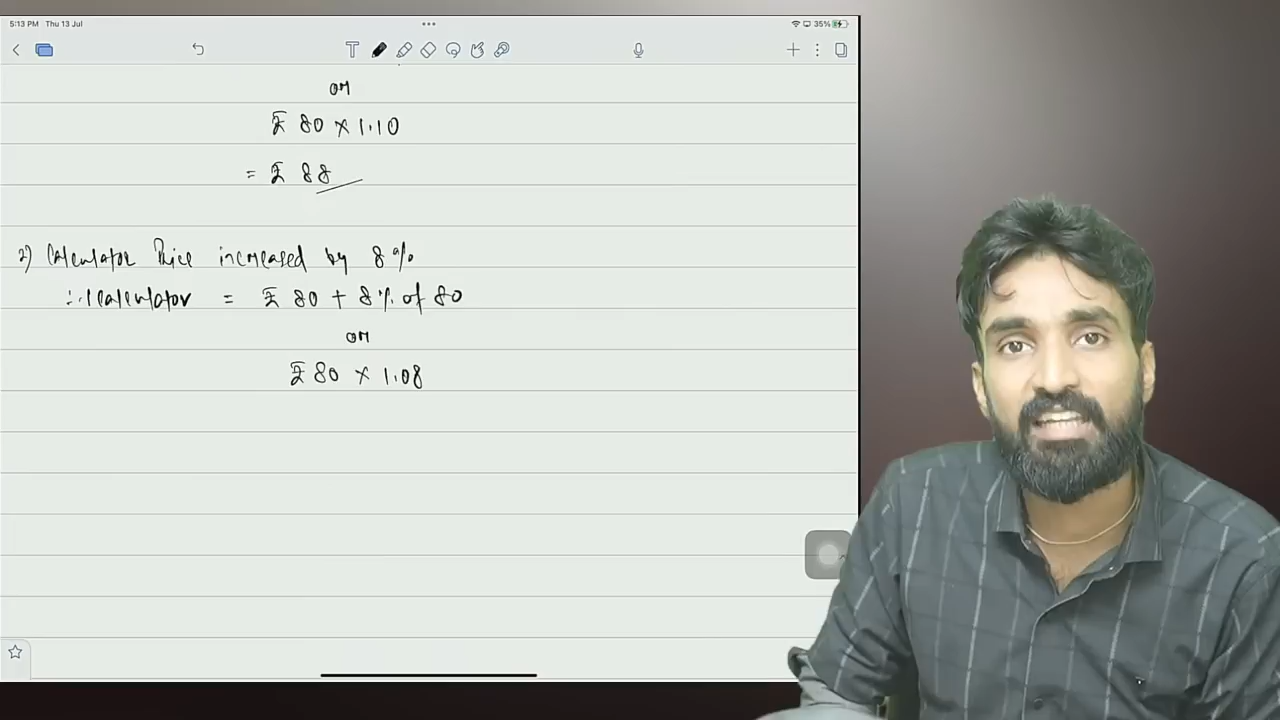 5:13 PM Thu 13 Jul
35%
or
₹ 80 × 1.10
= ₹ 88
2) Calculator Price increased by 8%
∴ 1 calculator = ₹ 80 + 8% of 80
or
₹ 80 × 1.08